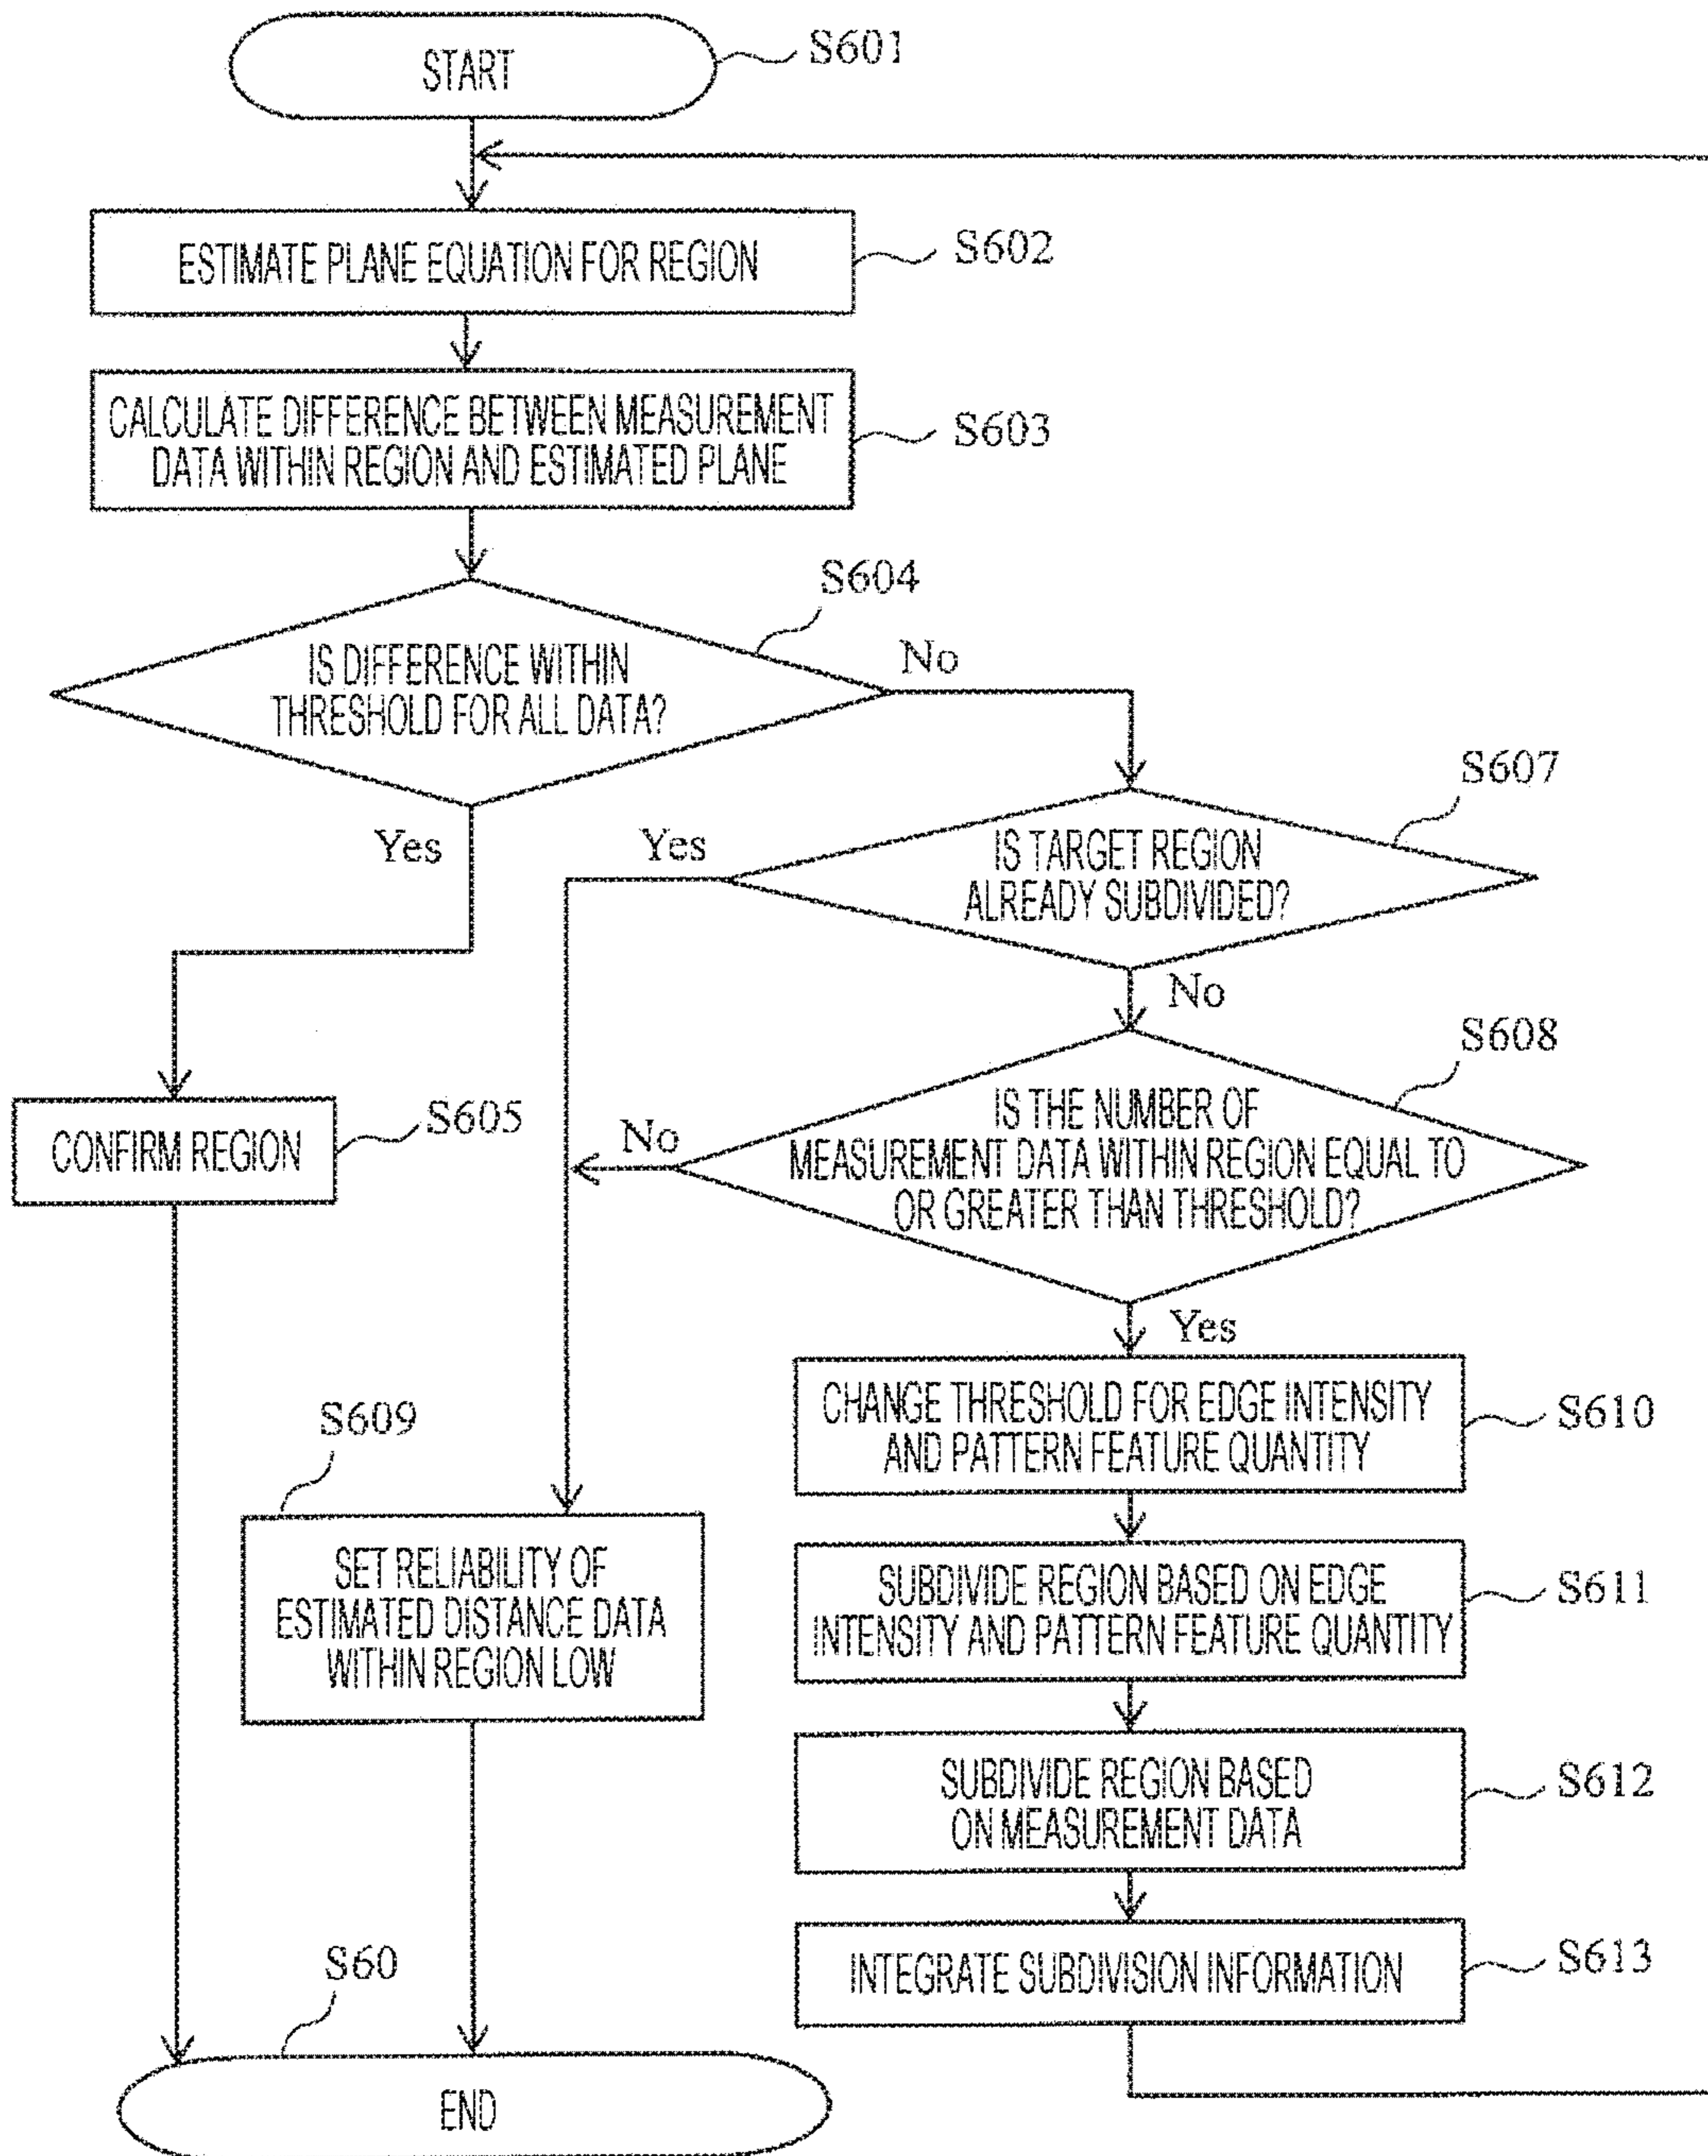 START
S601
ESTIMATE PLANE EQUATION FOR REGION
S602
CALCULATE DIFFERENCE BETWEEN MEASUREMENT
DATA WITHIN REGION AND ESTIMATED PLANE
S603
S604
IS DIFFERENCE WITHIN
THRESHOLD FOR ALL DATA?
No
Yes
S607
IS TARGET REGION
ALREADY SUBDIVIDED?
Yes
No
S608
IS THE NUMBER OF
MEASUREMENT DATA WITHIN REGION EQUAL TO
OR GREATER THAN THRESHOLD?
No
Yes
CONFIRM REGION
S605
CHANGE THRESHOLD FOR EDGE INTENSITY
AND PATTERN FEATURE QUANTITY
S610
S609
SET RELIABILITY OF
ESTIMATED DISTANCE DATA
WITHIN REGION LOW
SUBDIVIDE REGION BASED ON EDGE
INTENSITY AND PATTERN FEATURE QUANTITY
S611
SUBDIVIDE REGION BASED
ON MEASUREMENT DATA
S612
INTEGRATE SUBDIVISION INFORMATION
S613
S60
END